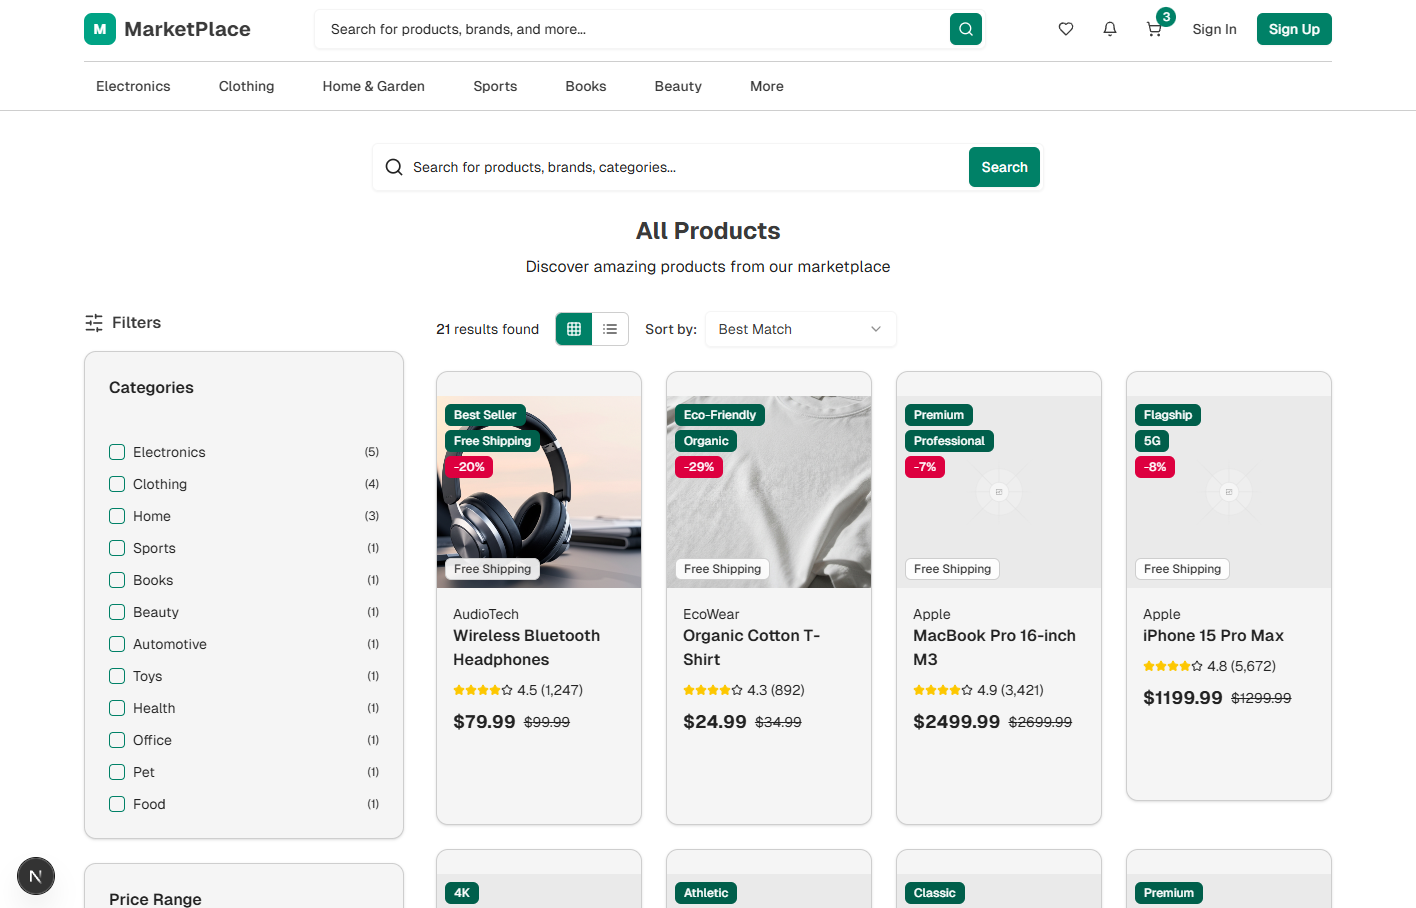 M MarketPlace
Search for products, brands, and more...
3
Sign In
Sign Up
Electronics
Clothing
Home & Garden
Sports
Books
Beauty
More
Search for products, brands, categories...
Search
All Products
Discover amazing products from our marketplace
Filters
21 results found
Sort by:
Best Match
Categories
Electronics (5)
Clothing (4)
Home (3)
Sports (1)
Books (1)
Beauty (1)
Automotive (1)
Toys (1)
Health (1)
Office (1)
Pet (1)
Food (1)
Price Range
Best Seller
Free Shipping
-20%
Free Shipping
AudioTech
Wireless Bluetooth
Headphones
4.5 (1,247)
$79.99 $99.99
Eco-Friendly
Organic
-29%
Free Shipping
EcoWear
Organic Cotton T-
Shirt
4.3 (892)
$24.99 $34.99
Premium
Professional
-7%
Free Shipping
Apple
MacBook Pro 16-inch
M3
4.9 (3,421)
$2499.99 $2699.99
Flagship
5G
-8%
Free Shipping
Apple
iPhone 15 Pro Max
4.8 (5,672)
$1199.99 $1299.99
4K
Athletic
Classic
Premium
N